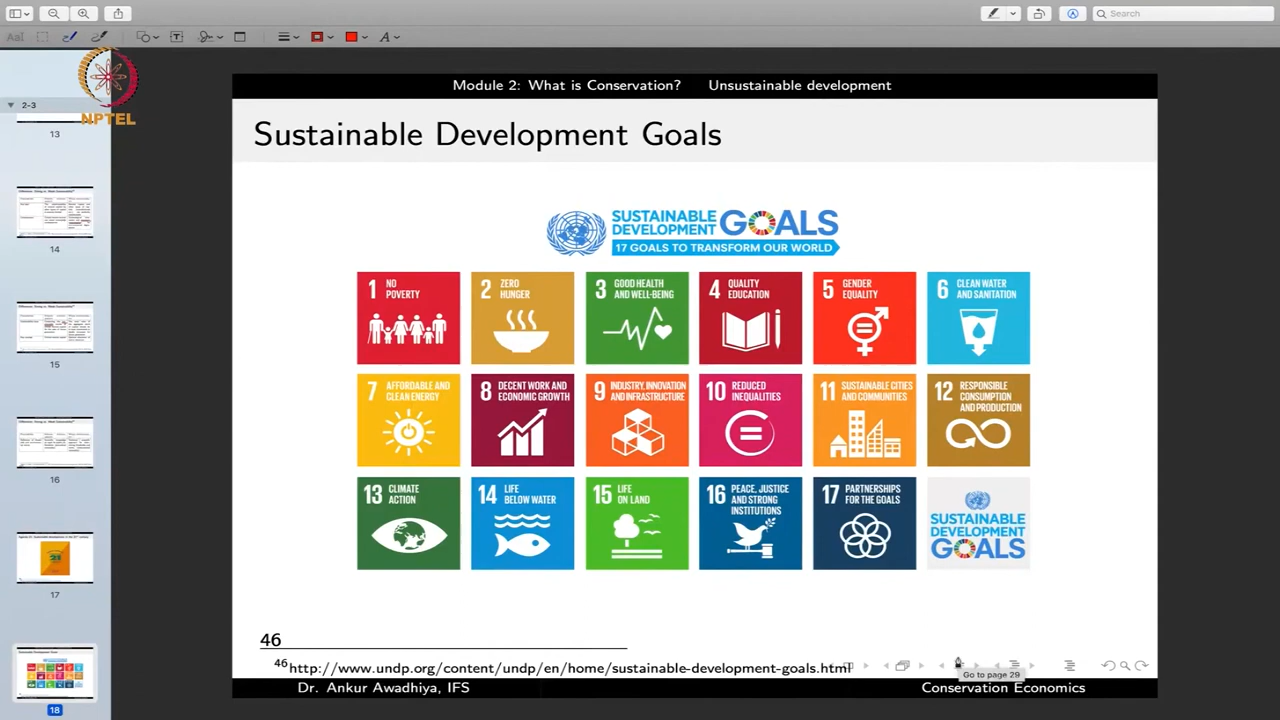 Search
NPTEL
2-3
13
14
15
16
17
18
Module 2: What is Conservation? Unsustainable development
Sustainable Development Goals
SUSTAINABLE
DEVELOPMENT
GOALS
17 GOALS TO TRANSFORM OUR WORLD
1 NO
POVERTY
2 ZERO
HUNGER
3 GOOD HEALTH
AND WELL-BEING
4 QUALITY
EDUCATION
5 GENDER
EQUALITY
6 CLEAN WATER
AND SANITATION
7 AFFORDABLE AND
CLEAN ENERGY
8 DECENT WORK AND
ECONOMIC GROWTH
9 INDUSTRY, INNOVATION
AND INFRASTRUCTURE
10 REDUCED
INEQUALITIES
11 SUSTAINABLE CITIES
AND COMMUNITIES
12 RESPONSIBLE
CONSUMPTION
AND PRODUCTION
13 CLIMATE
ACTION
14 LIFE
BELOW WATER
15 LIFE
ON LAND
16 PEACE, JUSTICE
AND STRONG
INSTITUTIONS
17 PARTNERSHIPS
FOR THE GOALS
SUSTAINABLE
DEVELOPMENT
GOALS
46
46 http://www.undp.org/content/undp/en/home/sustainable-development-goals.html
Go to page 29
Dr. Ankur Awadhiya, IFS Conservation Economics